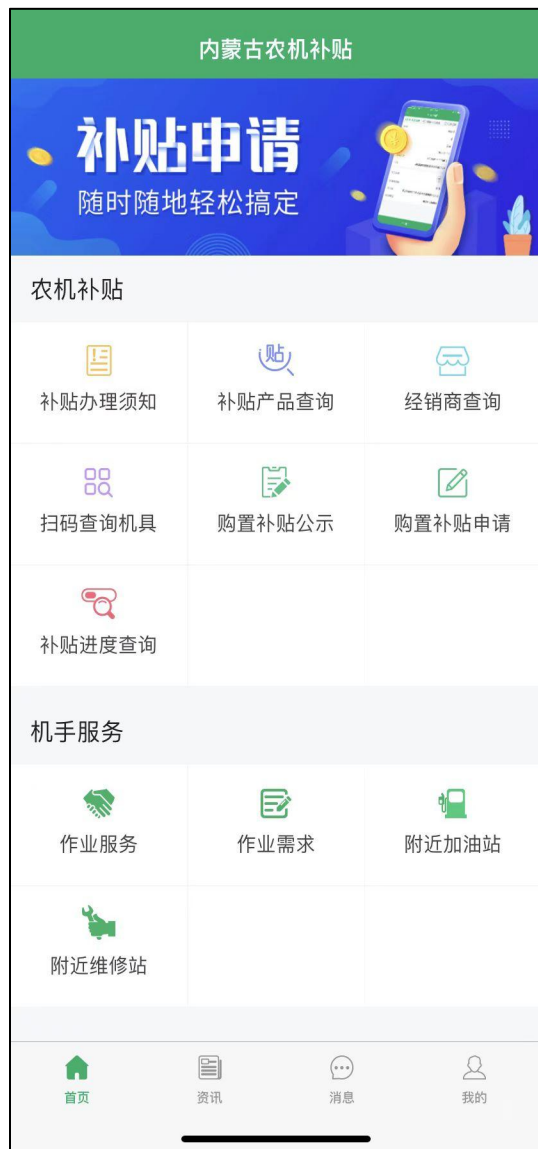 内蒙古农机补贴
补贴申请
随时随地轻松搞定
农机补贴
补贴办理须知
贴
补贴产品查询
经销商查询
扫码查询机具
购置补贴公示
购置补贴申请
补贴进度查询
机手服务
作业服务
作业需求
附近加油站
附近维修站
首页
资讯
消息
我的